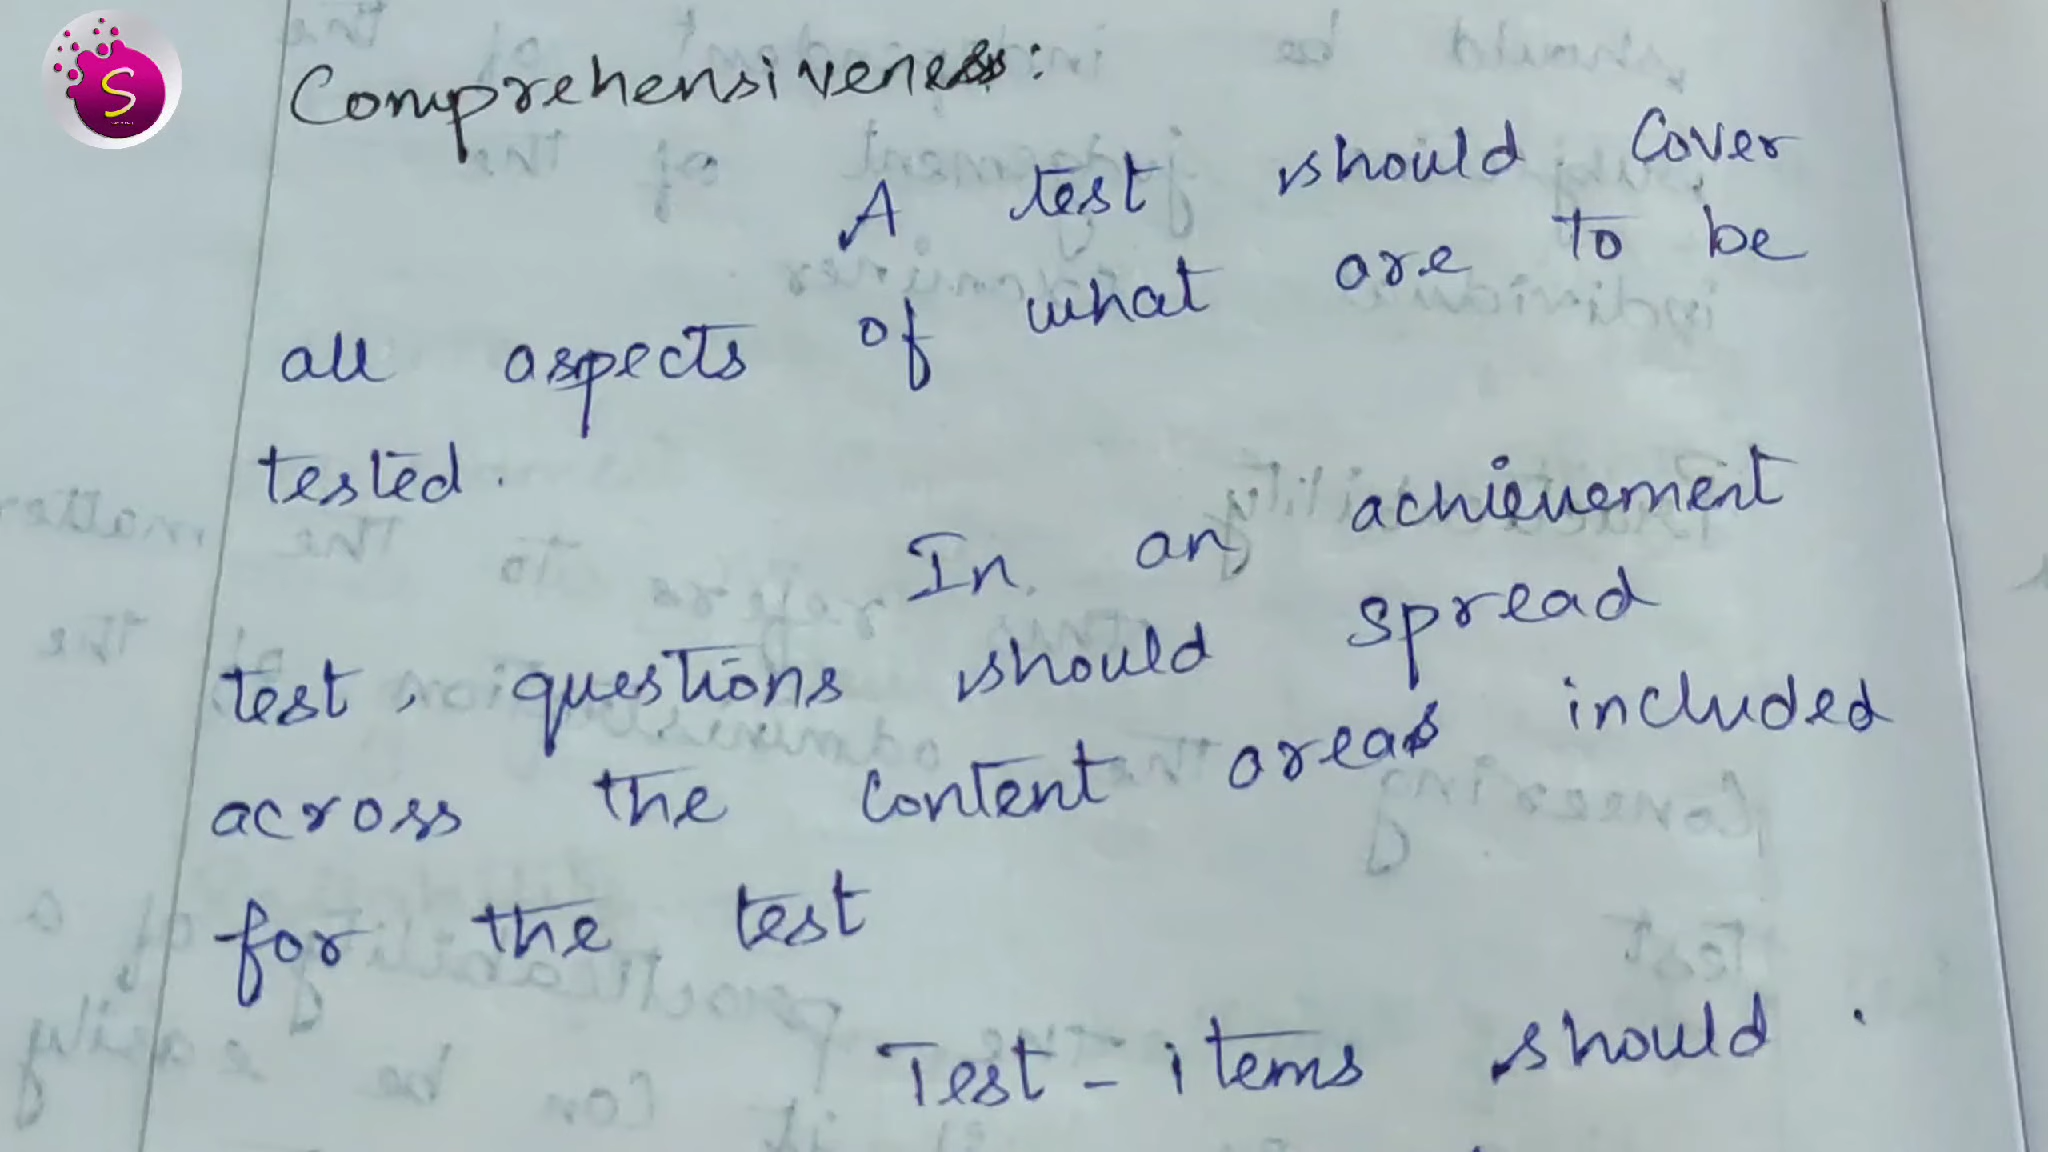 S
Comprehensiveness:
A test should cover
all aspects of what are to be
tested.
In an achievement
test, questions should spread
across the content areas included
for the test
Test-items should